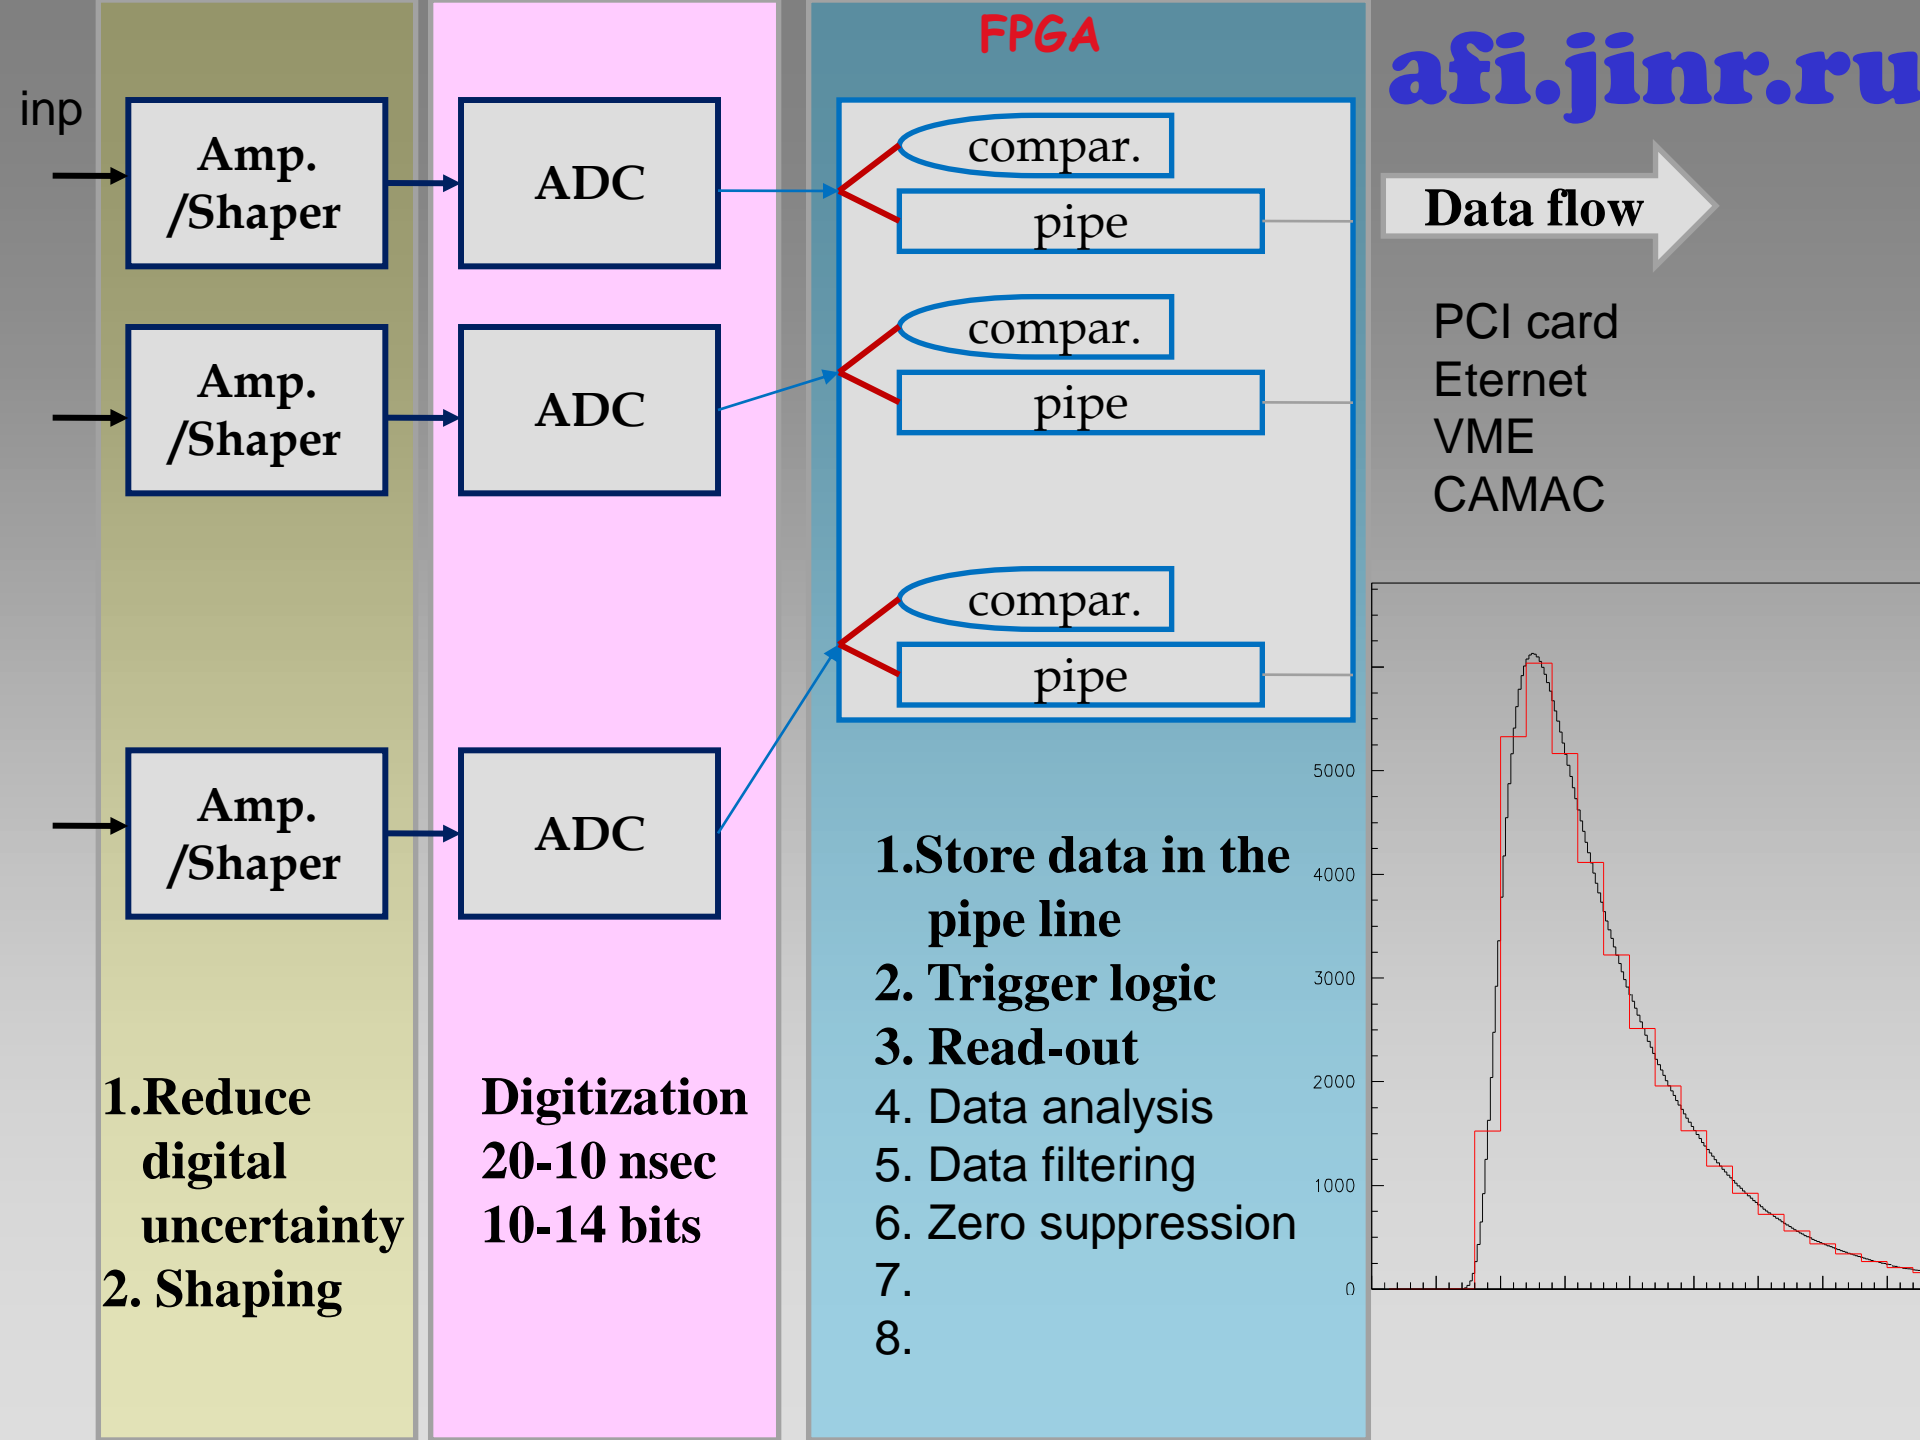 FPGA
afi.jinr.ru
inp
Amp.
/Shaper
ADC
compar.
pipe
Data flow
Amp.
/Shaper
ADC
compar.
pipe
PCI card
Eternet
VME
CAMAC
compar.
pipe
Amp.
/Shaper
ADC
1.Reduce
digital
uncertainty
2. Shaping
Digitization
20-10 nsec
10-14 bits
1.Store data in the
pipe line
2. Trigger logic
3. Read-out
4. Data analysis
5. Data filtering
6. Zero suppression
7.
8.
5000
4000
3000
2000
1000
0